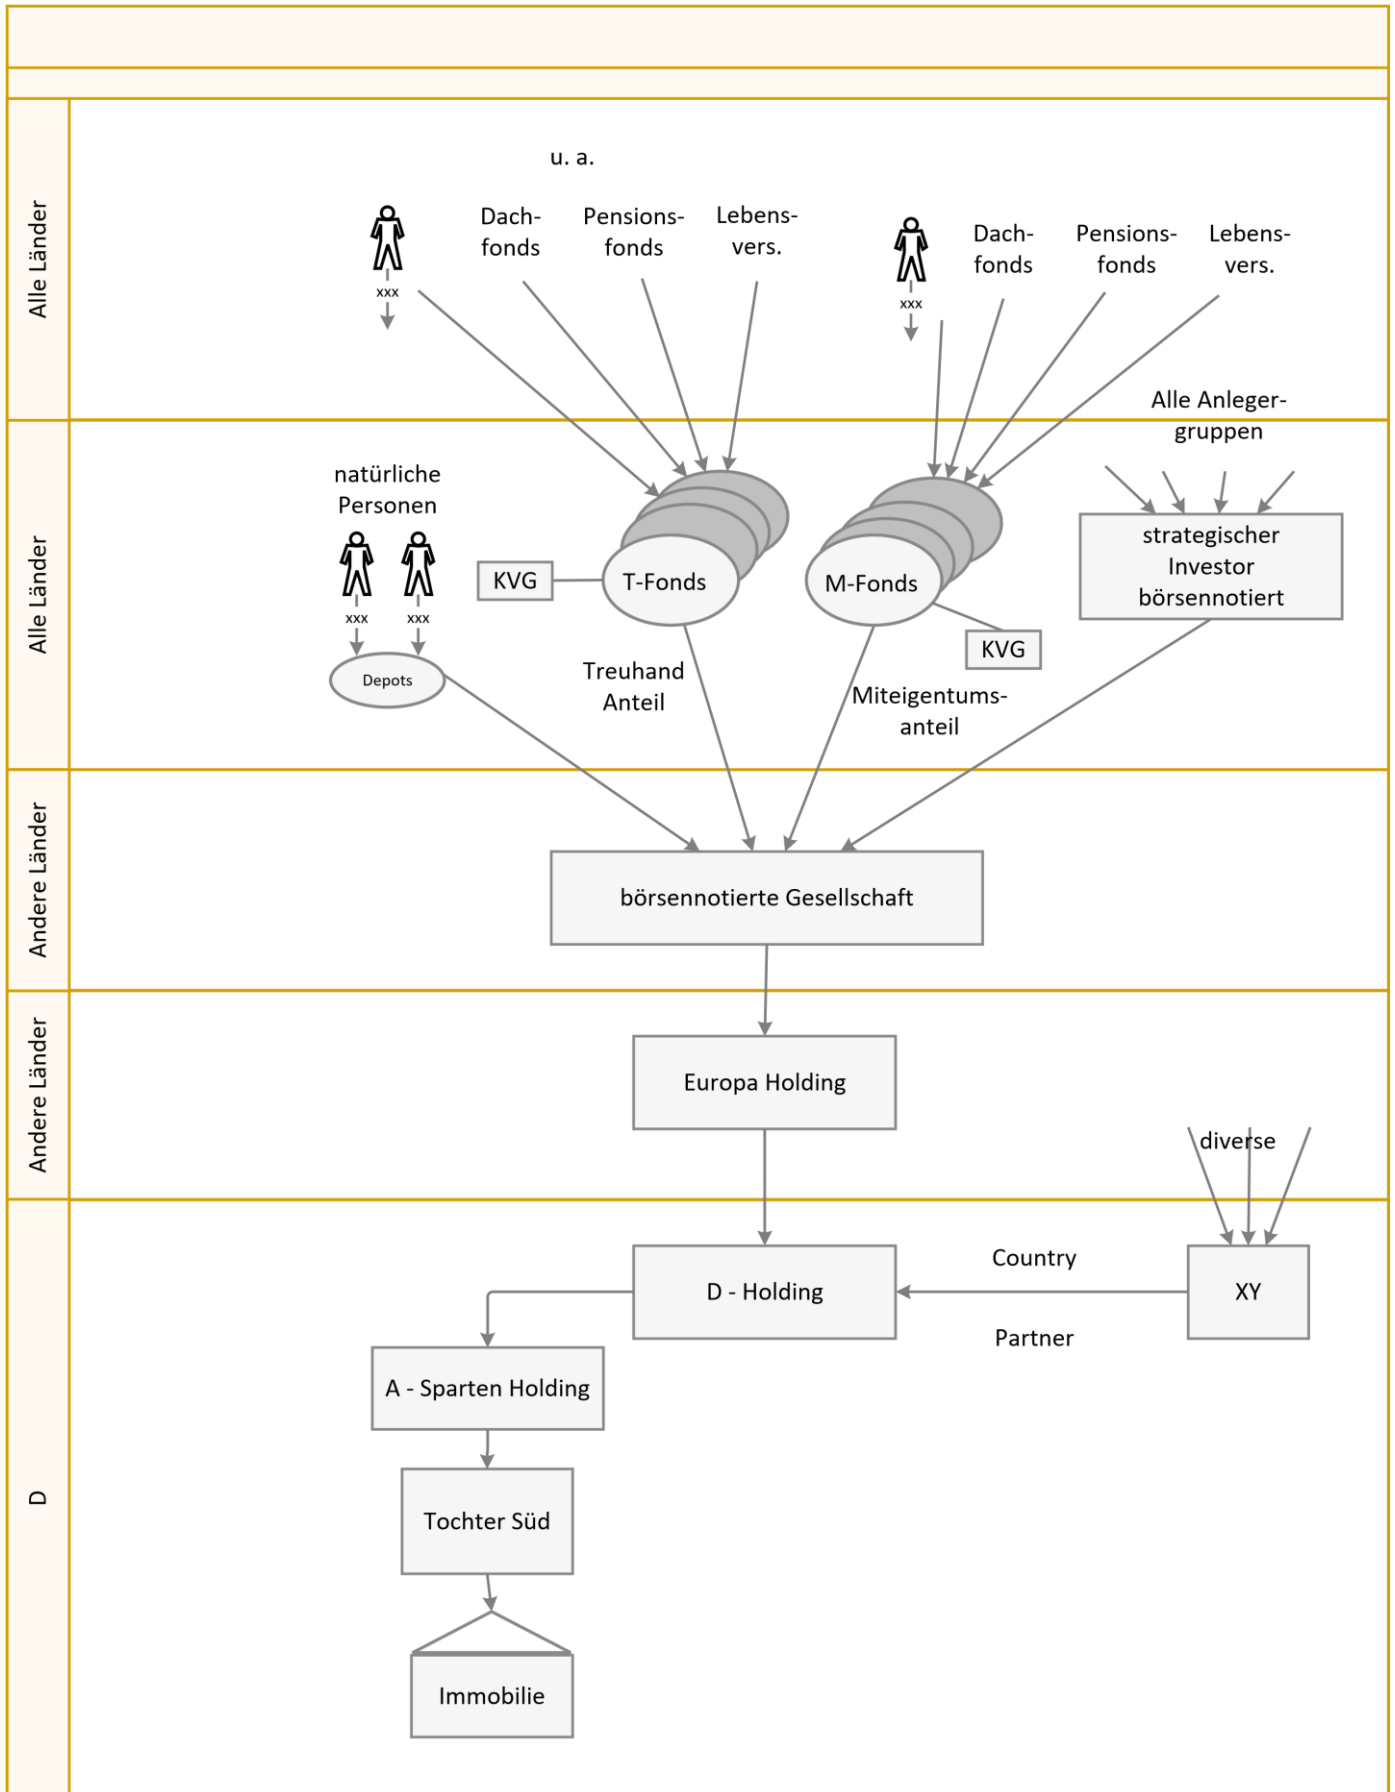 Alle Länder
u. a.
Dach-
fonds
Pensions-
fonds
Lebens-
vers.
xxx
Dach-
fonds
Pensions-
fonds
Lebens-
vers.
xxx
Alle Länder
Alle Anleger-
gruppen
natürliche
Personen
xxx
xxx
Depots
KVG
T-Fonds
M-Fonds
KVG
strategischer
Investor
börsennotiert
Treuhand
Anteil
Miteigentums-
anteil
Andere Länder
börsennotierte Gesellschaft
Andere Länder
Europa Holding
diverse
D
D - Holding
Country
Partner
XY
A - Sparten Holding
Tochter Süd
Immobilie